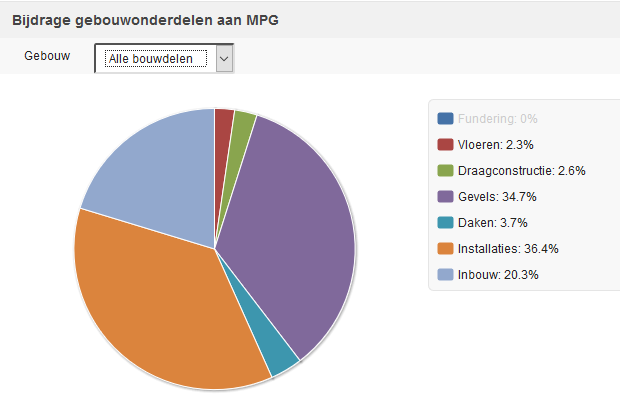 Bijdrage gebouwonderdelen aan MPG
Gebouw
Alle bouwdelen
Fundering: 0%
Vloeren: 2.3%
Draagconstructie: 2.6%
Gevels: 34.7%
Daken: 3.7%
Installaties: 36.4%
Inbouw: 20.3%